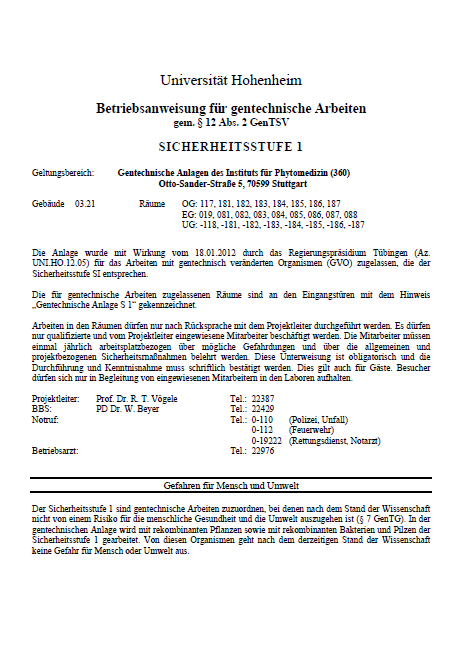 Universität Hohenheim
Betriebsanweisung für gentechnische Arbeiten
gem. § 12 Abs. 2 GenTSV
SICHERHEITSSTUFE 1
Geltungsbereich: Gentechnische Anlagen des Instituts für Phytomedizin (360)
Otto-Sander-Straße 5, 70599 Stuttgart
Gebäude 03.21 Räume OG: 117, 181, 182, 183, 184, 185, 186, 187
EG: 019, 081, 082, 083, 084, 085, 086, 087, 088
UG: -118, -181, -182, -183, -184, -185, -186, -187
Die Anlage wurde mit Wirkung vom 18.01.2012 durch das Regierungspräsidium Tübingen (Az.
UNI.HO.12.05) für das Arbeiten mit gentechnisch veränderten Organismen (GVO) zugelassen, die der
Sicherheitsstufe SI entsprechen.
Die für gentechnische Arbeiten zugelassenen Räume sind an den Eingangstüren mit dem Hinweis
„Gentechnische Anlage S 1“ gekennzeichnet.
Arbeiten in den Räumen dürfen nur nach Rücksprache mit dem Projektleiter durchgeführt werden. Es dürfen
nur qualifizierte und vom Projektleiter eingewiesene Mitarbeiter beschäftigt werden. Die Mitarbeiter müssen
einmal jährlich arbeitsplatzbezogen über mögliche Gefährdungen und über die allgemeinen und
projektbezogenen Sicherheitsmaßnahmen belehrt werden. Diese Unterweisung ist obligatorisch und die
Durchführung und Kenntnisnahme muss schriftlich bestätigt werden. Dies gilt auch für Gäste. Besucher
dürfen sich nur in Begleitung von eingewiesenen Mitarbeitern in den Laboren aufhalten.
Projektleiter: Prof. Dr. R. T. Vögele Tel.: 22387
BBS: PD Dr. W. Beyer Tel.: 22429
Notruf: Tel.: 0-110 (Polizei, Unfall)
0-112 (Feuerwehr)
0-19222 (Rettungsdienst, Notarzt)
Betriebsarzt: Tel.: 22976
Gefahren für Mensch und Umwelt
Der Sicherheitsstufe 1 sind gentechnische Arbeiten zuzuordnen, bei denen nach dem Stand der Wissenschaft
nicht von einem Risiko für die menschliche Gesundheit und die Umwelt auszugehen ist (§ 7 GenTG). In der
gentechnischen Anlage wird mit rekombinanten Pflanzen sowie mit rekombinanten Bakterien und Pilzen der
Sicherheitsstufe 1 gearbeitet. Von diesen Organismen geht nach dem derzeitigen Stand der Wissenschaft
keine Gefahr für Mensch oder Umwelt aus.